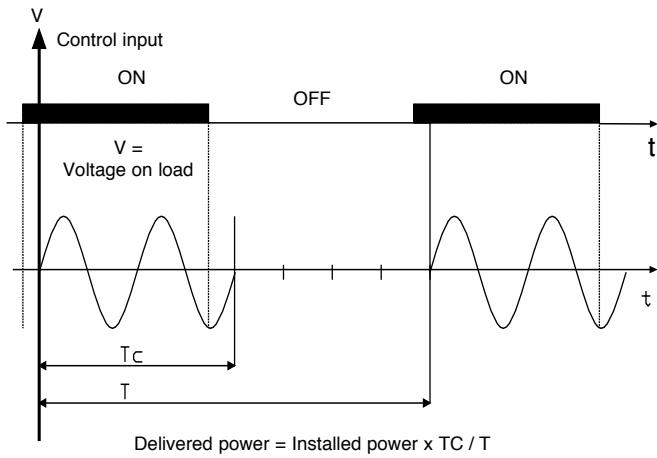 V
Control input
ON
OFF
ON
t
V =
Voltage on load
t
Tc
T
Delivered power = Installed power x TC / T